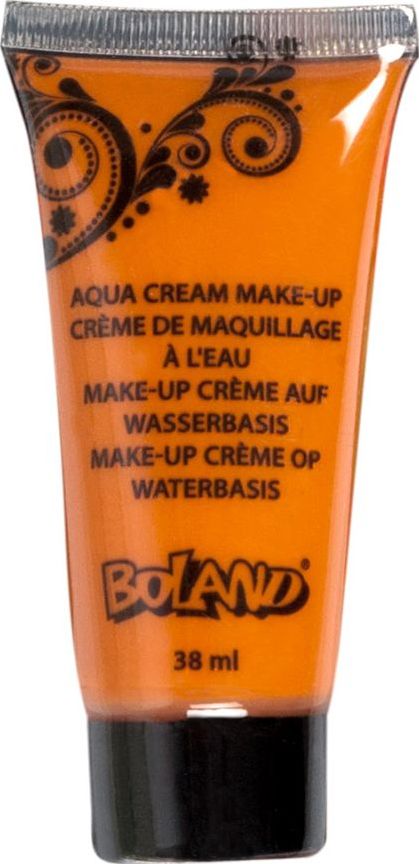 AQUA CREAM MAKE-UP
CRÈME DE MAQUILLAGE
À L'EAU
MAKE-UP CRÈME AUF
WASSERBASIS
MAKE-UP CRÈME OP
WATERBASIS
BOLAND®
38 ml